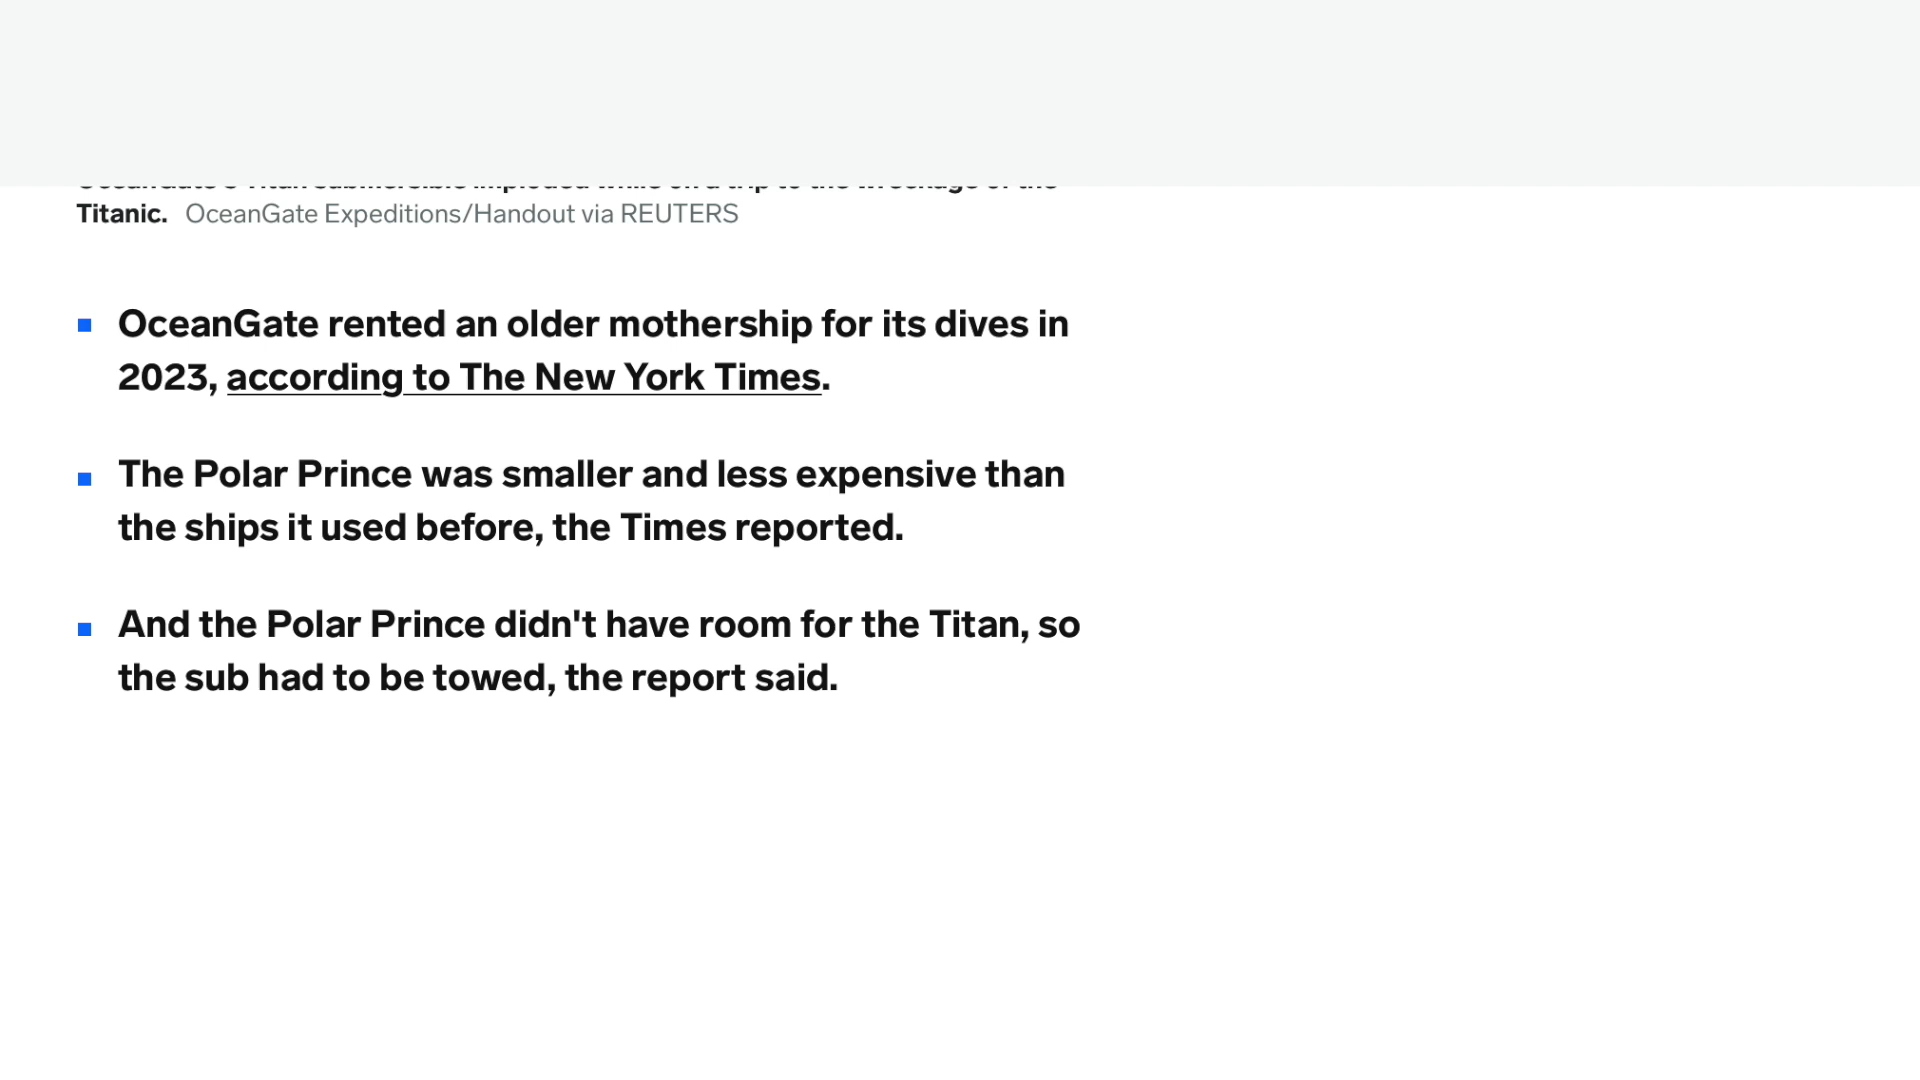 Titanic. OceanGate Expeditions/Handout via REUTERS
OceanGate rented an older mothership for its dives in
2023, according to The New York Times.
The Polar Prince was smaller and less expensive than
the ships it used before, the Times reported.
And the Polar Prince didn't have room for the Titan, so
the sub had to be towed, the report said.